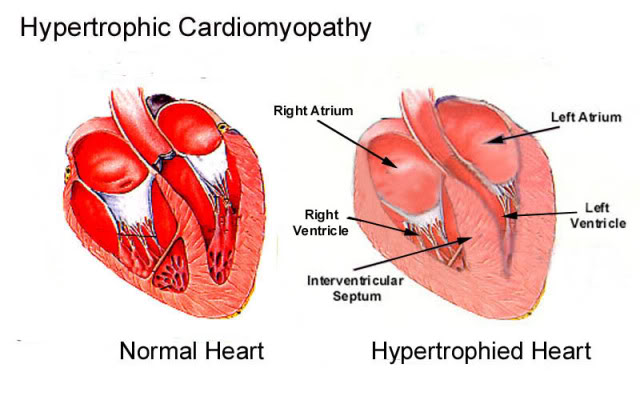 Hypertrophic Cardiomyopathy
Right Atrium
Left Atrium
Right
Ventricle
Left
Ventricle
Interventricular
Septum
Normal Heart
Hypertrophied Heart